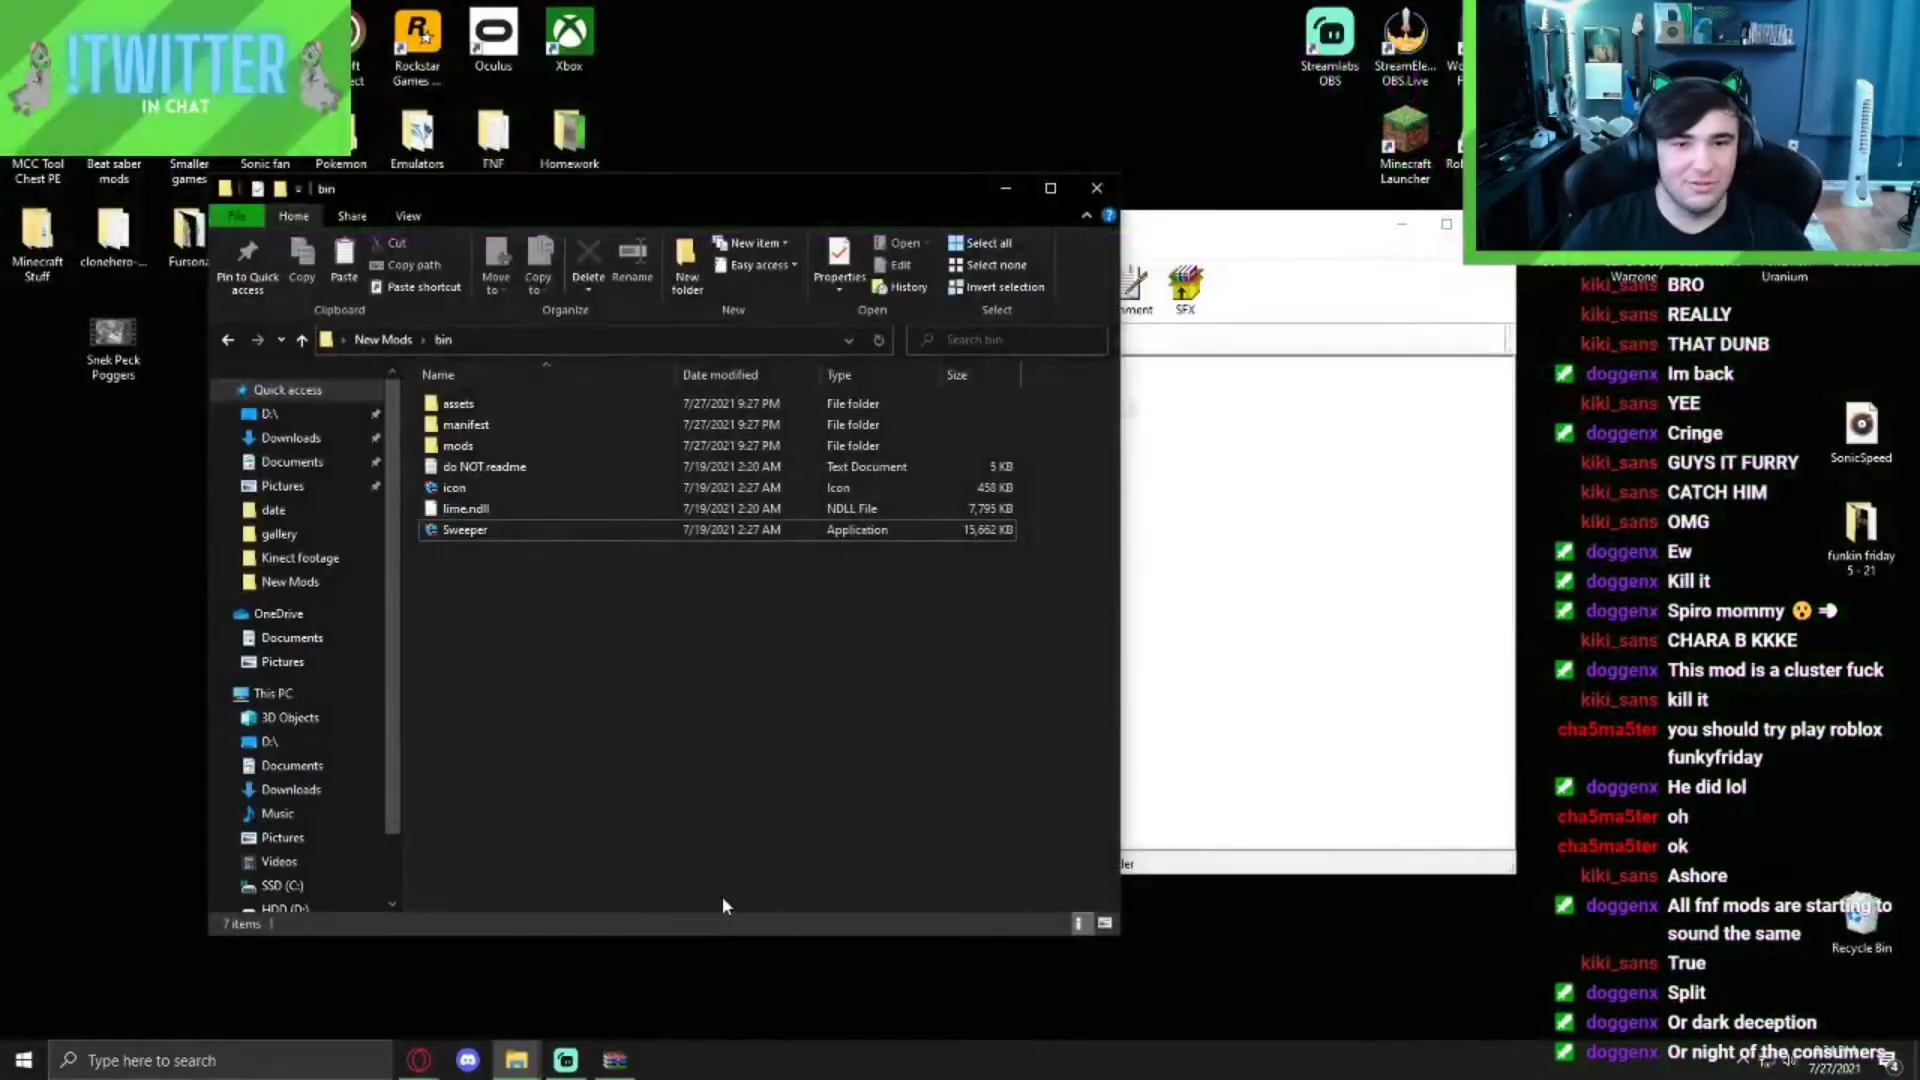 !TWITTER
IN CHAT
ft
ect
Rockstar
Games ...
Oculus
Xbox
Streamlabs
OBS
StreamEle...
OBS.Live
Wo
F
MCC Tool
Chest PE
Beat saber
mods
Smaller
games
Sonic fan
Pokemon
Emulators
FNF
Homework
Minecraft
Launcher
Ro
Minecraft
Stuff
clonehero-...
Fursona
Snek Peck
Poggers
bin
File
Home
Share
View
Pin to Quick
access
Copy
Paste
Cut
Copy path
Paste shortcut
Move
to
Copy
to
Delete
Rename
New
folder
New item
Easy access
Properties
Open
Edit
History
Select all
Select none
Invert selection
Clipboard
Organize
New
Open
Select
New Mods
bin
Search bin
Name
Date modified
Type
Size
assets 7/27/2021 9:27 PM File folder
manifest 7/27/2021 9:27 PM File folder
mods 7/27/2021 9:27 PM File folder
do NOT readme 7/19/2021 2:20 AM Text Document 5 KB
icon 7/19/2021 2:27 AM Icon 458 KB
lime.ndll 7/19/2021 2:20 AM NDLL File 7,795 KB
Sweeper 7/19/2021 2:27 AM Application 15,662 KB
Quick access
D:\
Downloads
Documents
Pictures
date
gallery
Kinect footage
New Mods
OneDrive
Documents
Pictures
This PC
3D Objects
D:\
Documents
Downloads
Music
Pictures
Videos
SSD (C:)
HDD (D:)
7 items
mment
SFX
der
Warzone
Uranium
kiki_sans BRO
kiki_sans REALLY
kiki_sans THAT DUNB
doggenx Im back
kiki_sans YEE
doggenx Cringe
kiki_sans GUYS IT FURRY
kiki_sans CATCH HIM
kiki_sans OMG
doggenx Ew
doggenx Kill it
doggenx Spiro mommy
kiki_sans CHARA B KKKE
doggenx This mod is a cluster fuck
kiki_sans kill it
cha5ma5ter you should try play roblox
funkyfriday
doggenx He did lol
cha5ma5ter oh
cha5ma5ter ok
kiki_sans Ashore
doggenx All fnf mods are starting to
sound the same
kiki_sans True
doggenx Split
doggenx Or dark deception
doggenx Or night of the consumers
SonicSpeed
funkin friday
5 - 21
Recycle Bin
Type here to search
7/27/2021
4